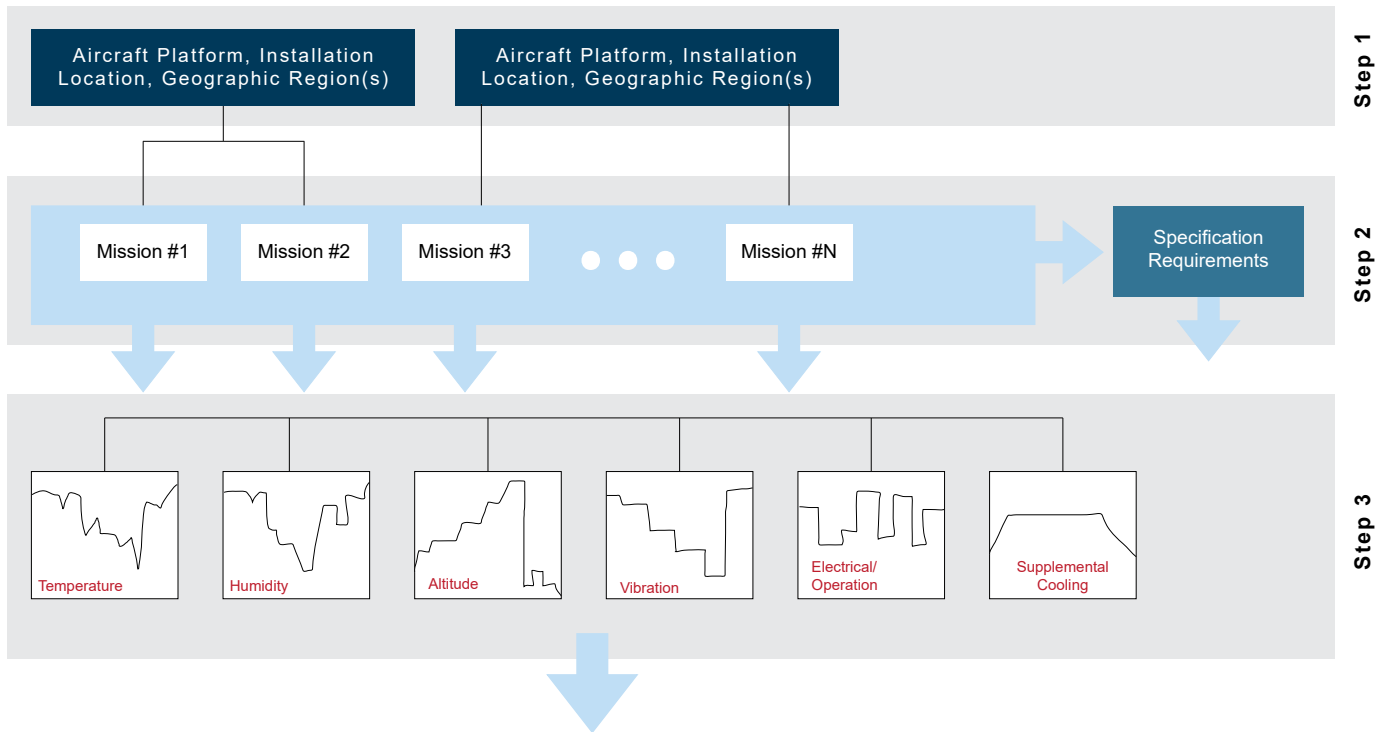 Aircraft Platform, Installation
Location, Geographic Region(s)
Aircraft Platform, Installation
Location, Geographic Region(s)
Step 1
Mission #1
Mission #2
Mission #3
Mission #N
Specification
Requirements
Step 2
Temperature
Humidity
Altitude
Vibration
Electrical/
Operation
Supplemental
Cooling
Step 3